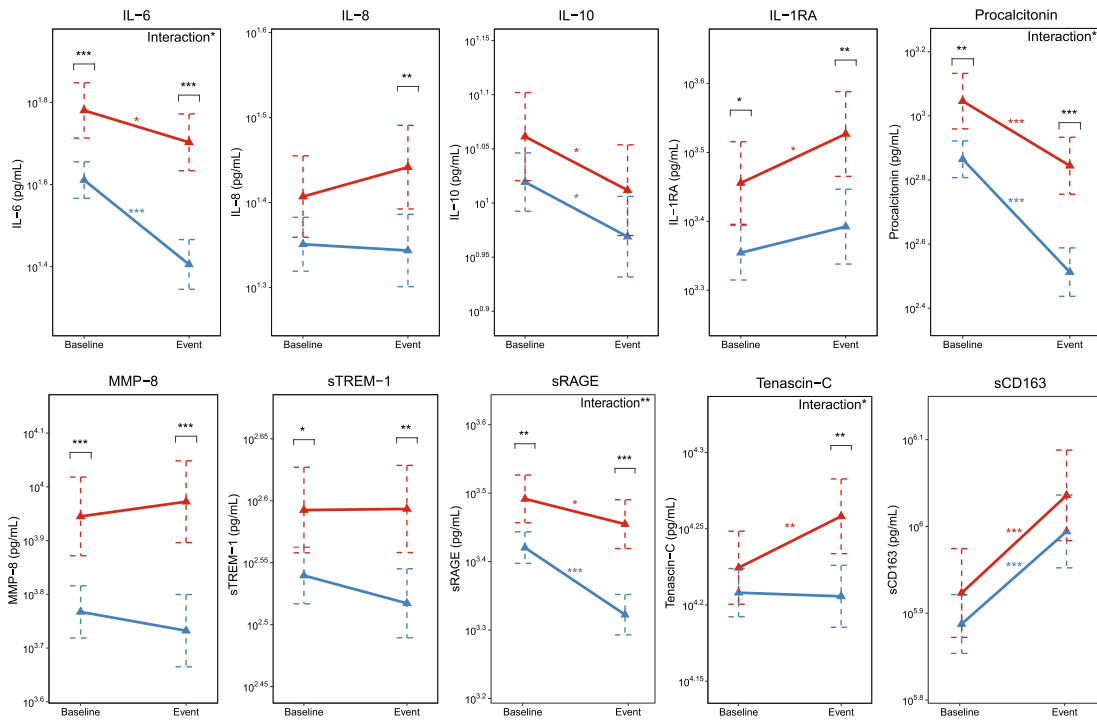 IL−6
Interaction*
***
***
*
***
10^1.8
10^1.6
10^1.4
IL−6 (pg/mL)
Baseline
Event
IL−8
**
10^1.6
10^1.5
10^1.4
10^1.3
IL−8 (pg/mL)
Baseline
Event
IL−10
*
*
10^1.15
10^1.1
10^1.05
10^1
10^0.95
10^0.9
IL−10 (pg/mL)
Baseline
Event
IL−1RA
*
**
*
10^3.6
10^3.5
10^3.4
10^3.3
IL−1RA (pg/mL)
Baseline
Event
Procalcitonin
Interaction*
**
***
***
***
10^3.2
10^3
10^2.8
10^2.6
10^2.4
Procalcitonin (pg/mL)
Baseline
Event
MMP−8
***
***
10^4.1
10^4
10^3.9
10^3.8
10^3.7
10^3.6
MMP−8 (pg/mL)
Baseline
Event
sTREM−1
*
**
10^2.65
10^2.6
10^2.55
10^2.5
10^2.45
sTREM−1 (pg/mL)
Baseline
Event
sRAGE
Interaction**
**
***
*
***
10^3.6
10^3.5
10^3.4
10^3.3
10^3.2
sRAGE (pg/mL)
Baseline
Event
Tenascin−C
Interaction*
**
**
10^4.3
10^4.25
10^4.2
10^4.15
Tenascin−C (pg/mL)
Baseline
Event
sCD163
***
***
10^6.1
10^6
10^5.9
10^5.8
sCD163 (pg/mL)
Baseline
Event